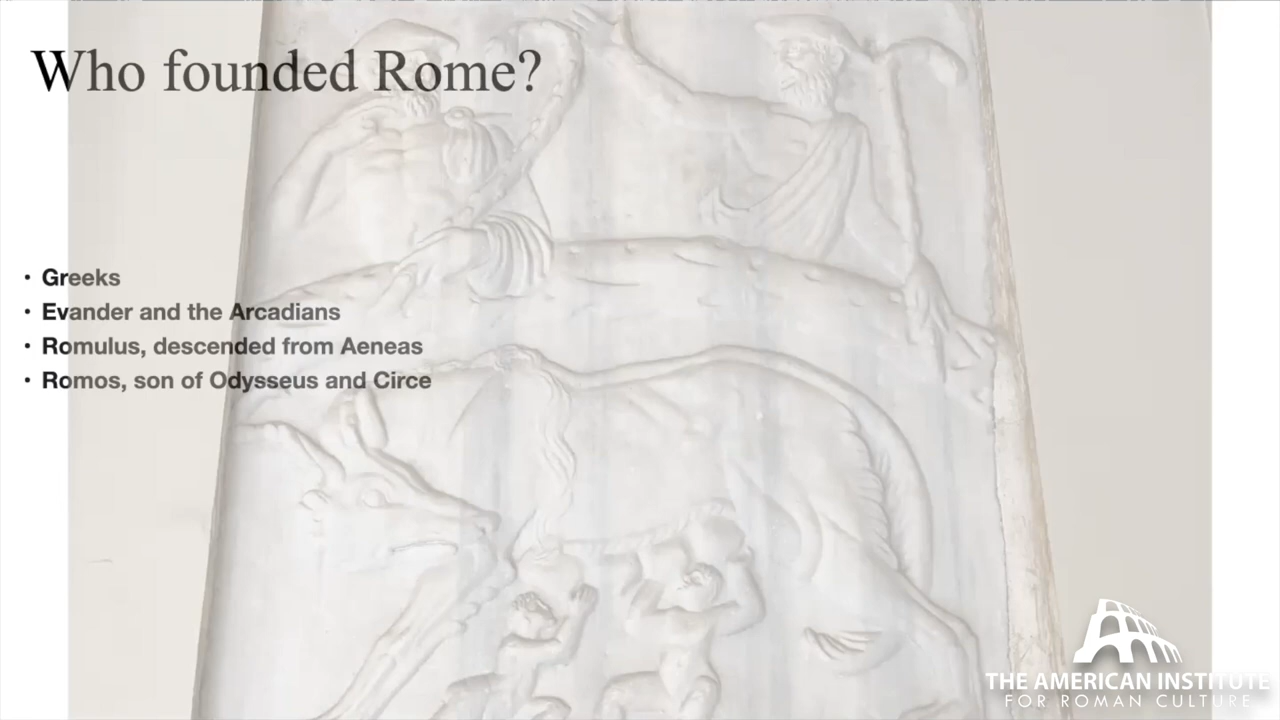 Who founded Rome?
• Greeks
• Evander and the Arcadians
• Romulus, descended from Aeneas
• Romos, son of Odysseus and Circe
THE AMERICAN INSTITUTE
FOR ROMAN CULTURE